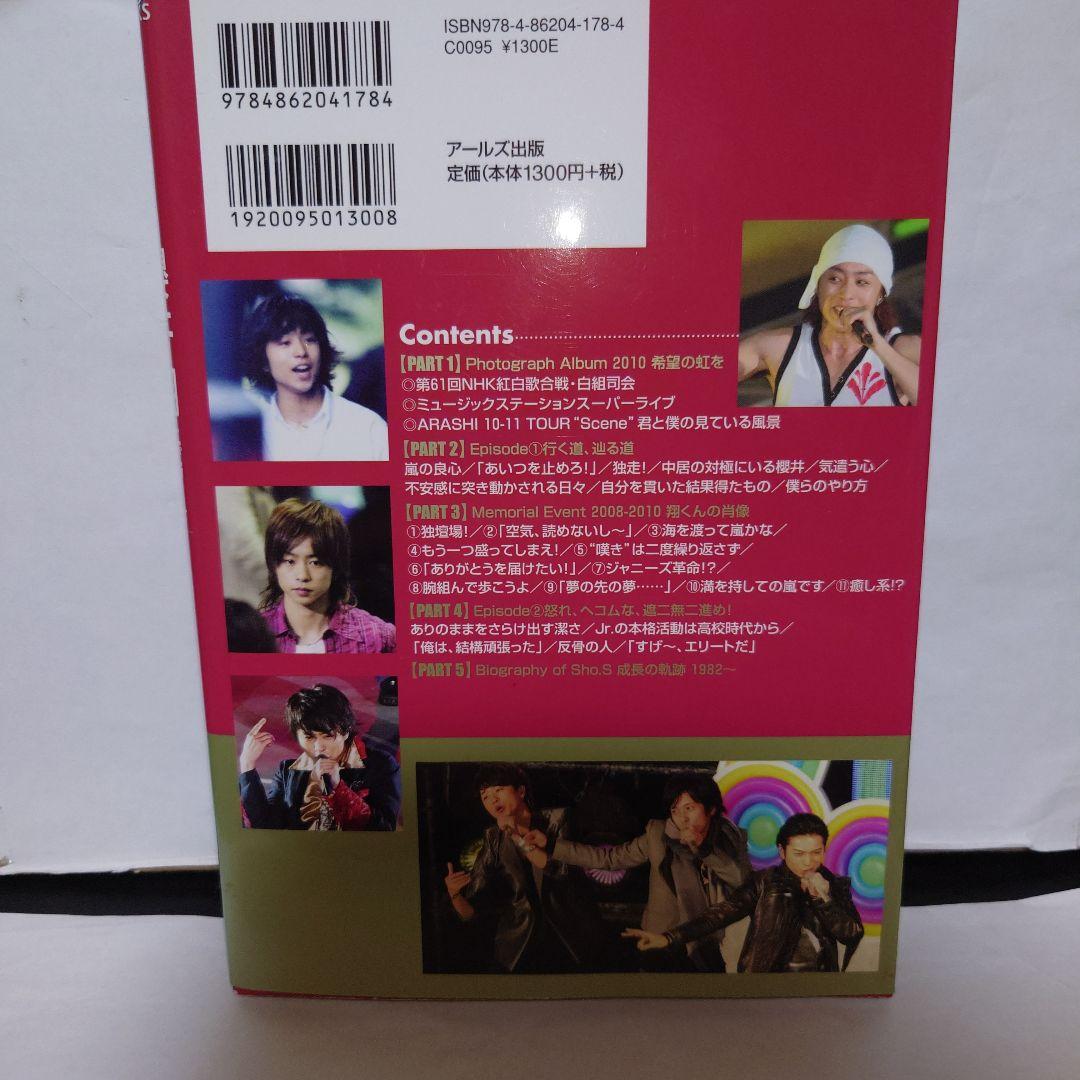 KS
ISBN978-4-86204-178-4
C0095 ¥1300E
9784862041784
アールズ出版
定価(本体1300円+税)
1920095013008
Contents
【PART 1】Photograph Album 2010 希望の虹を
◎第61回NHK紅白歌合戦・白組司会
◎ミュージックステーションスーパーライブ
◎ARASHI 10-11 TOUR “Scene” 君と僕の見ている風景
【PART 2】Episode①行く道、辿る道
嵐の良心/「あいつを止めろ!」/独走!/中居の対極にいる櫻井/気遣う心/
不安感に突き動かされる日々/自分を貫いた結果得たもの/僕らのやり方
【PART 3】Memorial Event 2008-2010 翔くんの肖像
①独壇場!/②「空気、読めないし〜」/③海を渡って嵐かな/
④もう一つ盛ってしまえ!/⑤“嘆き”は二度繰り返さず/
⑥「ありがとうを届けたい!」/⑦ジャニーズ革命!?/
⑧腕組んで歩こうよ/⑨「夢の先の夢……」/⑩満を持しての嵐です/⑪癒し系!?
【PART 4】Episode②怒れ、ヘコムな、遮二無二進め!
ありのままをさらけ出す潔さ/Jr.の本格活動は高校時代から/
「俺は、結構頑張った」/反骨の人/「すげ〜、エリートだ」
【PART 5】Biography of Sho.S 成長の軌跡 1982〜